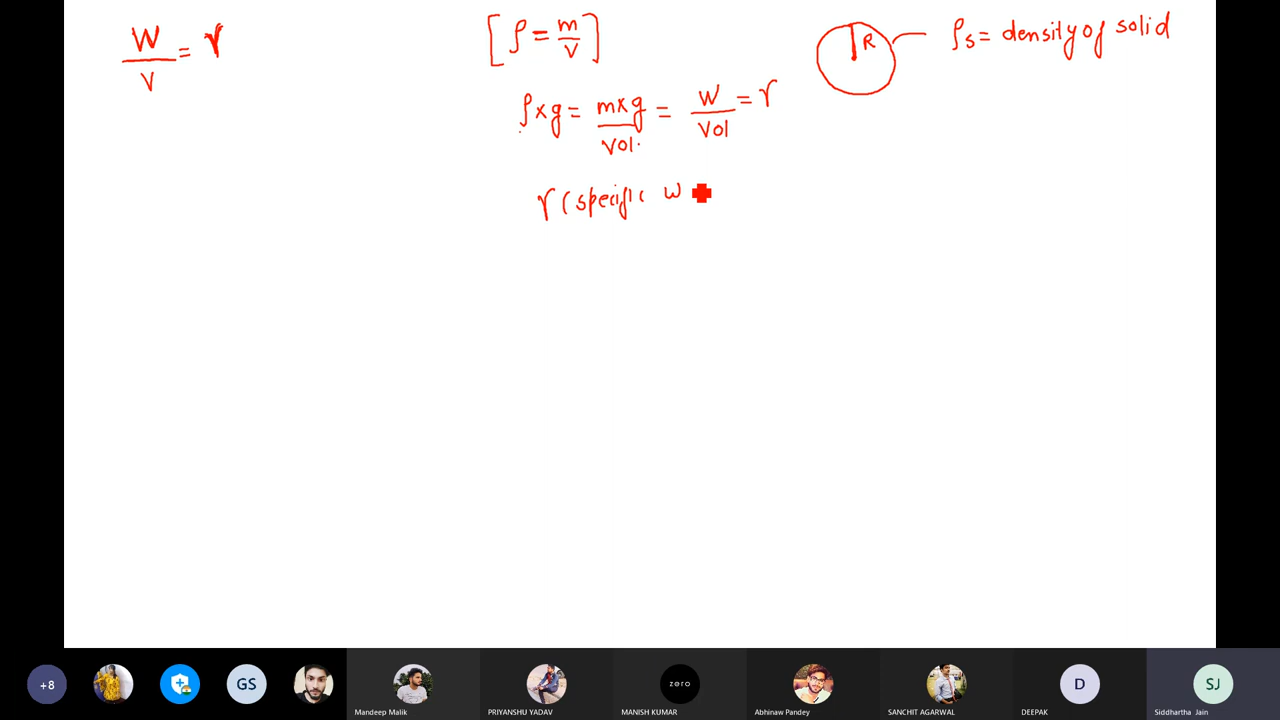 W/V = γ
[ρ = m/V]
R
ρs = density of solid
ρ×g = m×g/Vol. = W/Vol = γ
γ (specific w
+8
GS
Mandeep Malik
PRIYANSHU YADAV
zero
MANISH KUMAR
Abhinaw Pandey
SANCHIT AGARWAL
D
DEEPAK
SJ
Siddhartha Jain